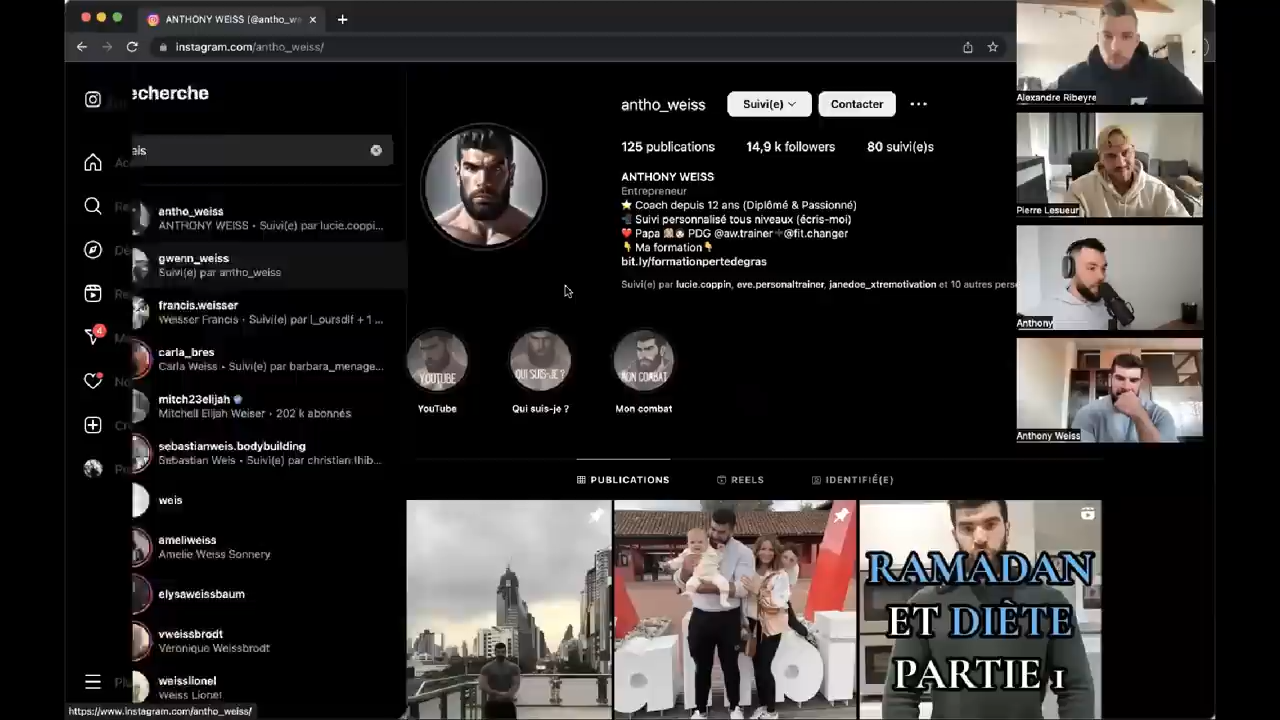 ANTHONY WEISS (@antho_we
instagram.com/antho_weiss/
echerche
eis
antho_weiss
ANTHONY WEISS • Suivi(e) par lucie.coppi...
gwenn_weiss
Suivi(e) par antho_weiss
francis.weisser
Weisser Francis • Suivi(e) par l_oursdlf + 1 ...
carla_bres
Carla Weiss • Suivi(e) par barbara_menage...
mitch23elijah
Mitchell Elijah Weiser • 202 k abonnés
sebastianweis.bodybuilding
Sebastian Weis • Suivi(e) par christian_thib...
weis
ameliweiss
Amelie Weiss Sonnery
elysaweissbaum
vweissbrodt
Véronique Weissbrodt
weisslionel
Weiss Lionel
4
https://www.instagram.com/antho_weiss/
antho_weiss
Suivi(e)
Contacter
125 publications 14,9 k followers 80 suivi(e)s
ANTHONY WEISS
Entrepreneur
⭐ Coach depuis 12 ans (Diplômé & Passionné)
Suivi personnalisé tous niveaux (écris-moi)
❤️ Papa PDG @aw.trainer @fit.changer
👇 Ma formation👇
bit.ly/formationpertedegras
Suivi(e) par lucie.coppin, eve.personaltrainer, janedoe_xtremotivation et 10 autres pers
YOUTUBE
QUI SUIS-JE ?
MON COMBAT
YouTube
Qui suis-je ?
Mon combat
PUBLICATIONS
REELS
IDENTIFIÉ(E)
RAMADAN
ET DIÈTE
PARTIE 1
Alexandre Ribeyre
Pierre Lesueur
Anthony
Anthony Weiss